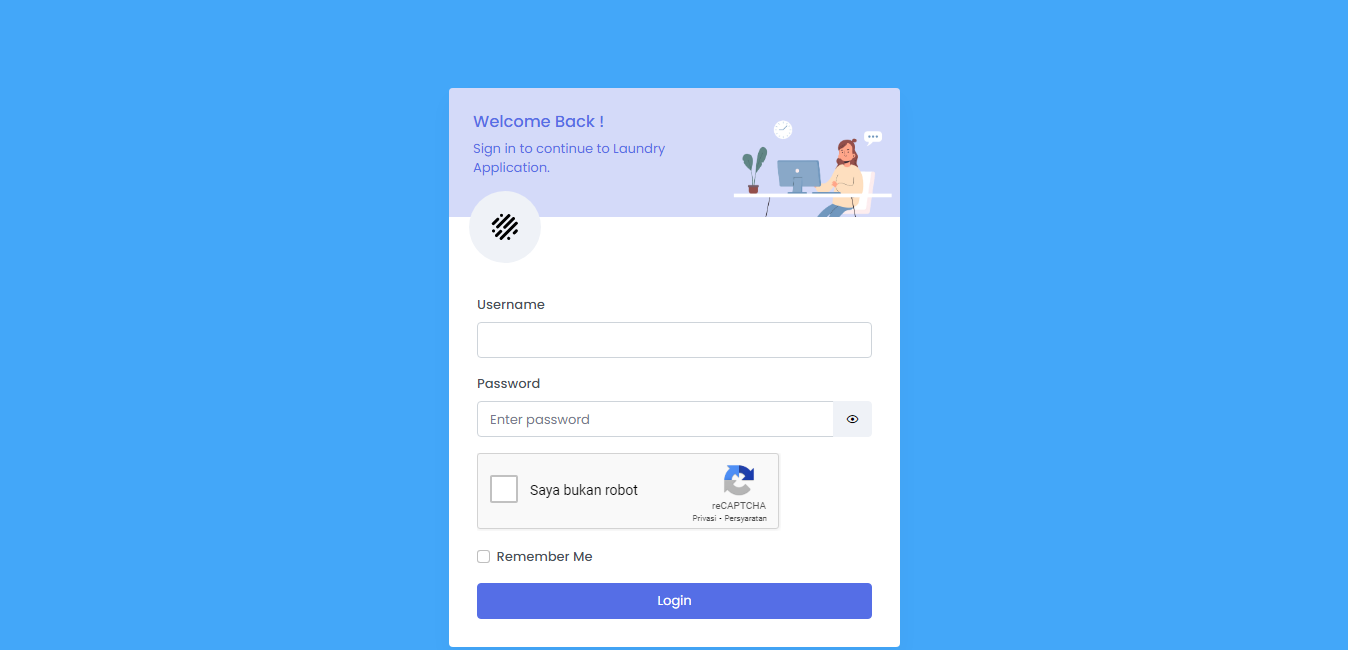 Welcome Back !
Sign in to continue to Laundry
Application.
Username
Password
Enter password
Saya bukan robot
reCAPTCHA
Privasi - Persyaratan
Remember Me
Login